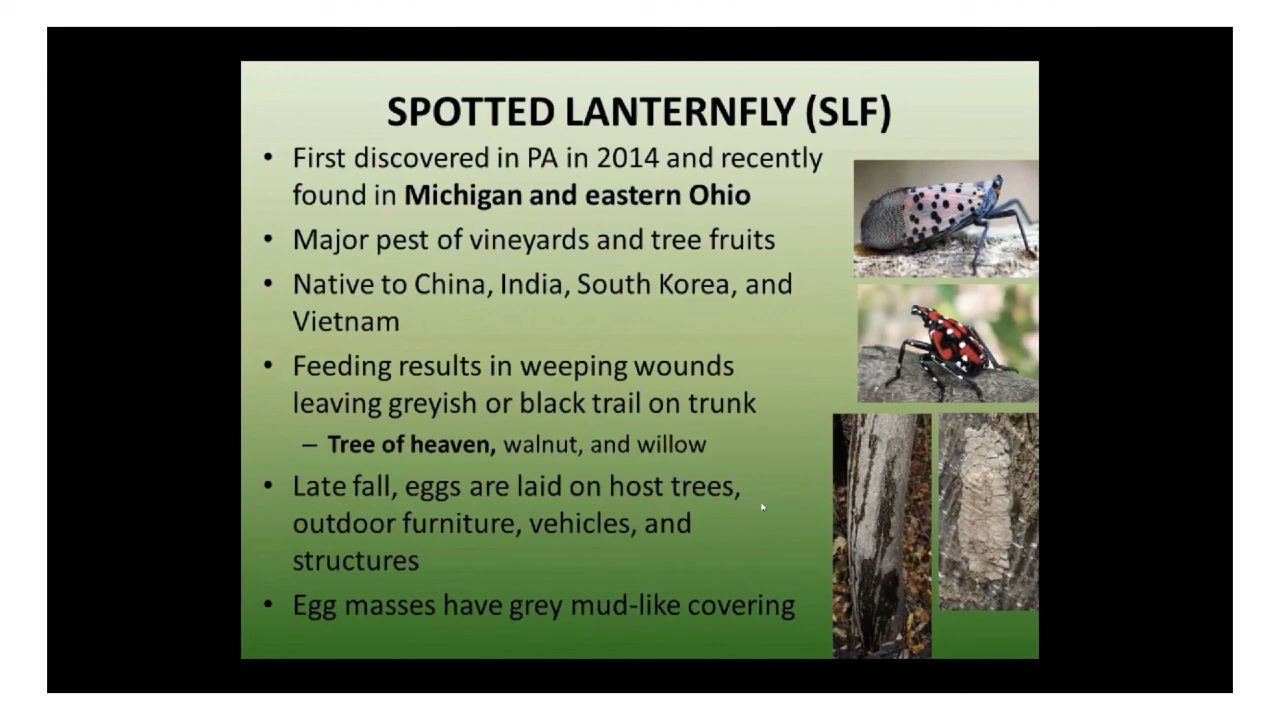 SPOTTED LANTERNFLY (SLF)
• First discovered in PA in 2014 and recently
found in Michigan and eastern Ohio
• Major pest of vineyards and tree fruits
• Native to China, India, South Korea, and
Vietnam
• Feeding results in weeping wounds
leaving greyish or black trail on trunk
– Tree of heaven, walnut, and willow
• Late fall, eggs are laid on host trees,
outdoor furniture, vehicles, and
structures
• Egg masses have grey mud-like covering